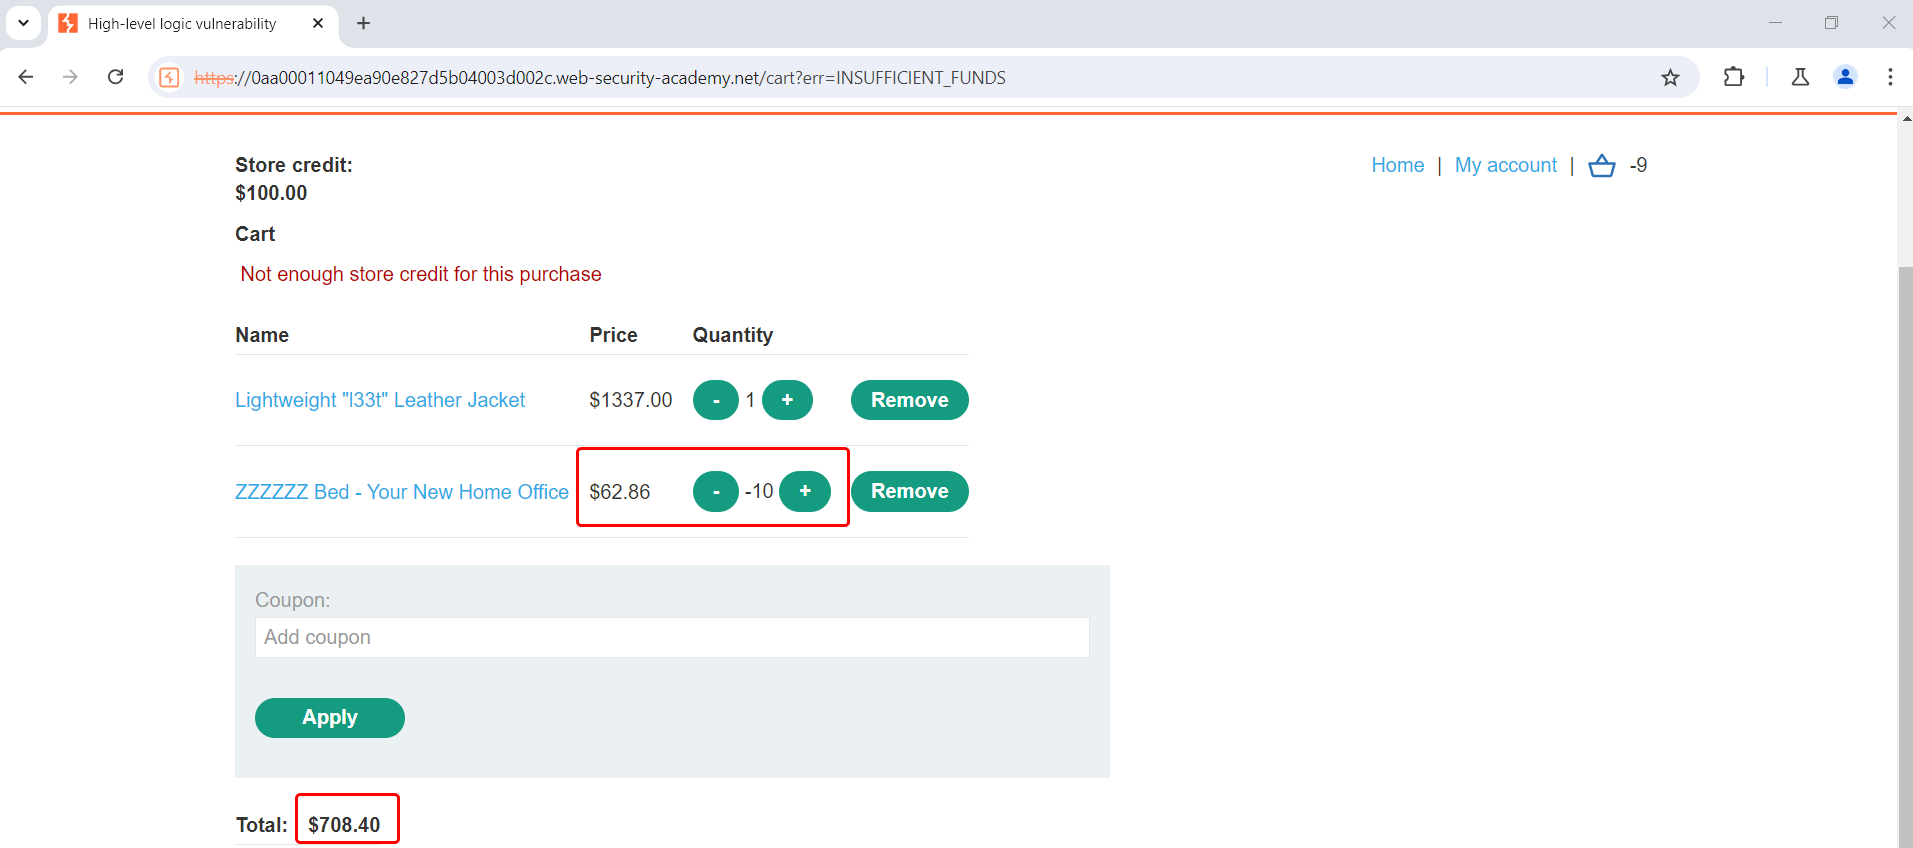 High-level logic vulnerability
https://0aa00011049ea90e827d5b04003d002c.web-security-academy.net/cart?err=INSUFFICIENT_FUNDS
Store credit:
$100.00
Home | My account | -9
Cart
Not enough store credit for this purchase
Name Price Quantity
Lightweight "l33t" Leather Jacket $1337.00 - 1 + Remove
ZZZZZZ Bed - Your New Home Office $62.86 - -10 + Remove
Coupon:
Add coupon
Apply
Total: $708.40